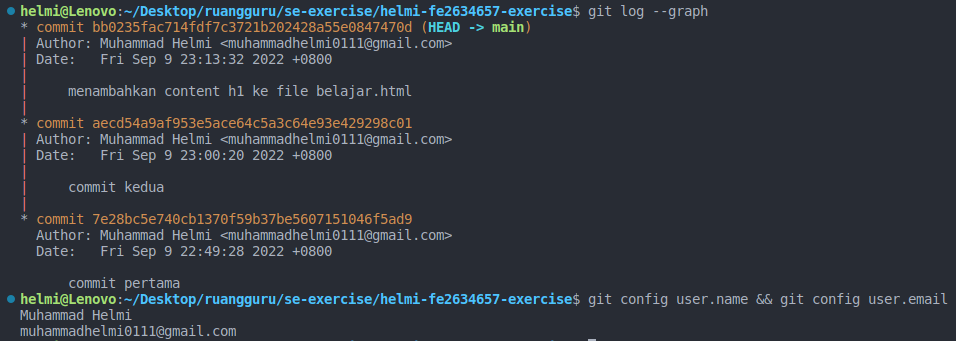 helmi@Lenovo:~/Desktop/ruangguru/se-exercise/helmi-fe2634657-exercise$ git log --graph
* commit bb0235fac714fdf7c3721b202428a55e0847470d (HEAD -> main)
| Author: Muhammad Helmi <muhammadhelmi0111@gmail.com>
| Date:   Fri Sep 9 23:13:32 2022 +0800
|
|     menambahkan content h1 ke file belajar.html
|
* commit aecd54a9af953e5ace64c5a3c64e93e429298c01
| Author: Muhammad Helmi <muhammadhelmi0111@gmail.com>
| Date:   Fri Sep 9 23:00:20 2022 +0800
|
|     commit kedua
|
* commit 7e28bc5e740cb1370f59b37be5607151046f5ad9
  Author: Muhammad Helmi <muhammadhelmi0111@gmail.com>
  Date:   Fri Sep 9 22:49:28 2022 +0800

      commit pertama
helmi@Lenovo:~/Desktop/ruangguru/se-exercise/helmi-fe2634657-exercise$ git config user.name && git config user.email
Muhammad Helmi
muhammadhelmi0111@gmail.com